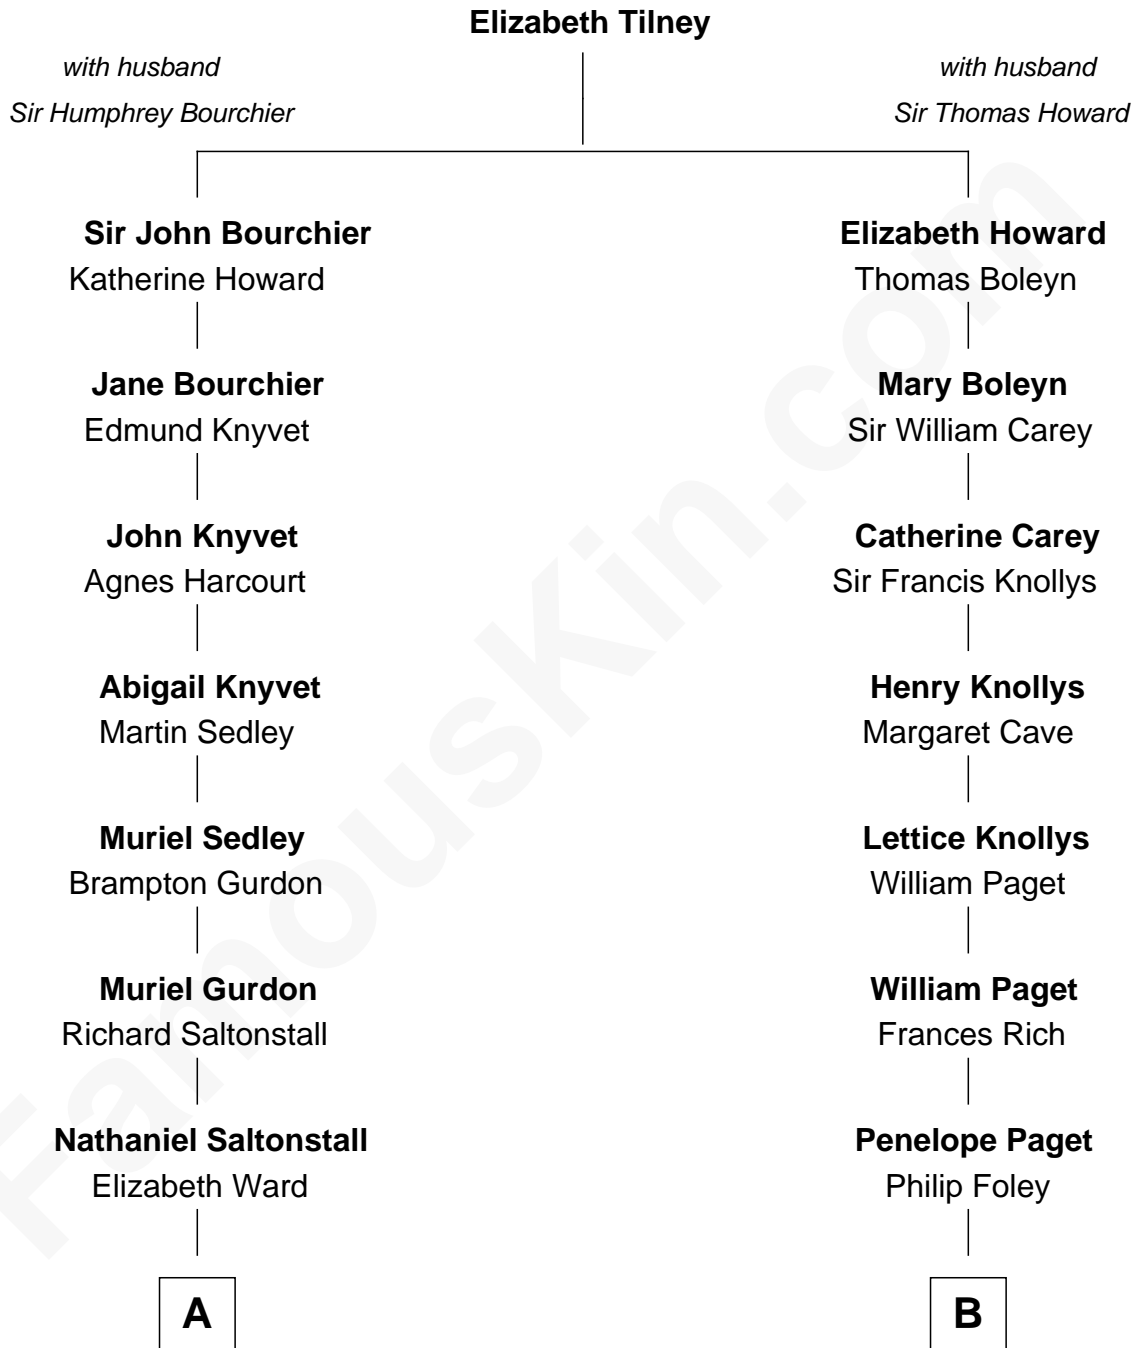 Elizabeth Tilney
with husband
Sir Humphrey Bourchier
with husband
Sir Thomas Howard
Sir John Bourchier
Katherine Howard
Jane Bourchier
Edmund Knyvet
John Knyvet
Agnes Harcourt
Abigail Knyvet
Martin Sedley
Muriel Sedley
Brampton Gurdon
Muriel Gurdon
Richard Saltonstall
Nathaniel Saltonstall
Elizabeth Ward
A
Elizabeth Howard
Thomas Boleyn
Mary Boleyn
Sir William Carey
Catherine Carey
Sir Francis Knollys
Henry Knollys
Margaret Cave
Lettice Knollys
William Paget
William Paget
Frances Rich
Penelope Paget
Philip Foley
B
FamousKin.com